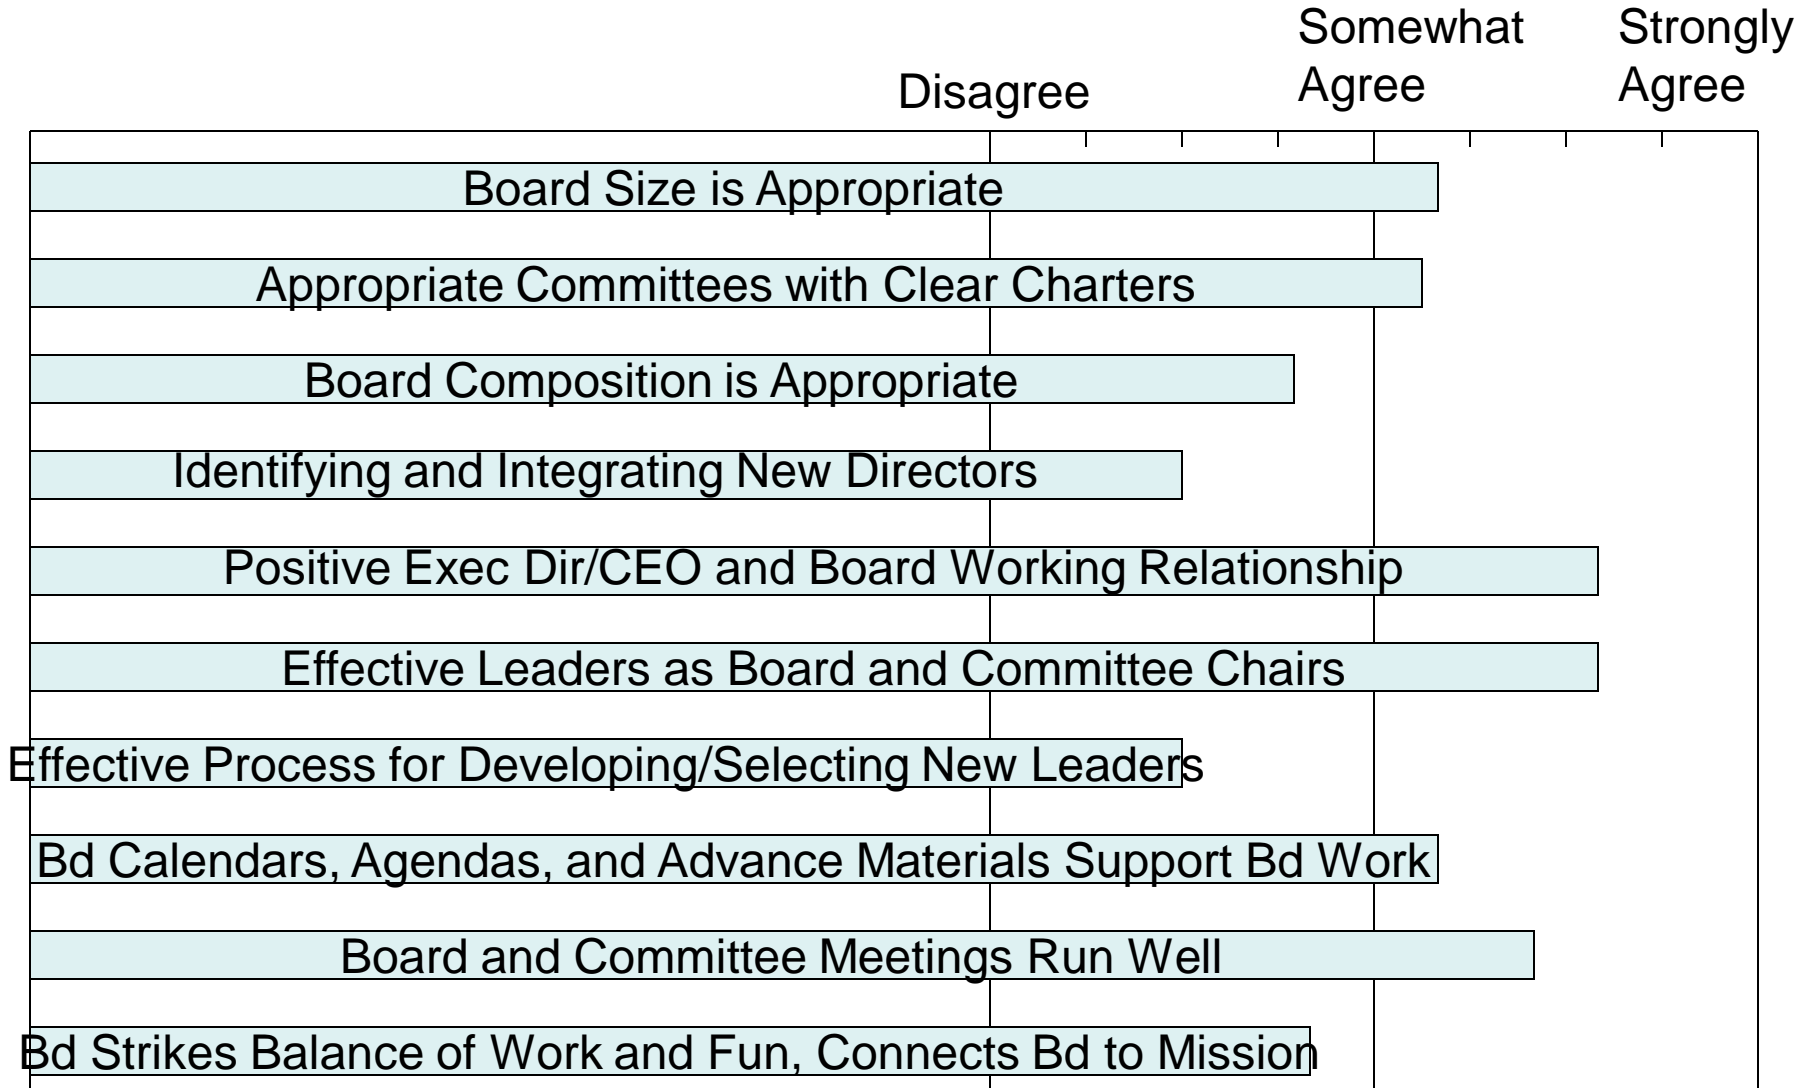 Somewhat Agree
Strongly Agree
Disagree
Board Size is Appropriate
Appropriate Committees with Clear Charters
Board Composition is Appropriate
Identifying and Integrating New Directors
Positive Exec Dir/CEO and Board Working Relationship
Effective Leaders as Board and Committee Chairs
Effective Process for Developing/Selecting New Leaders
Bd Calendars, Agendas, and Advance Materials Support Bd Work
Board and Committee Meetings Run Well
Bd Strikes Balance of Work and Fun, Connects Bd to Mission